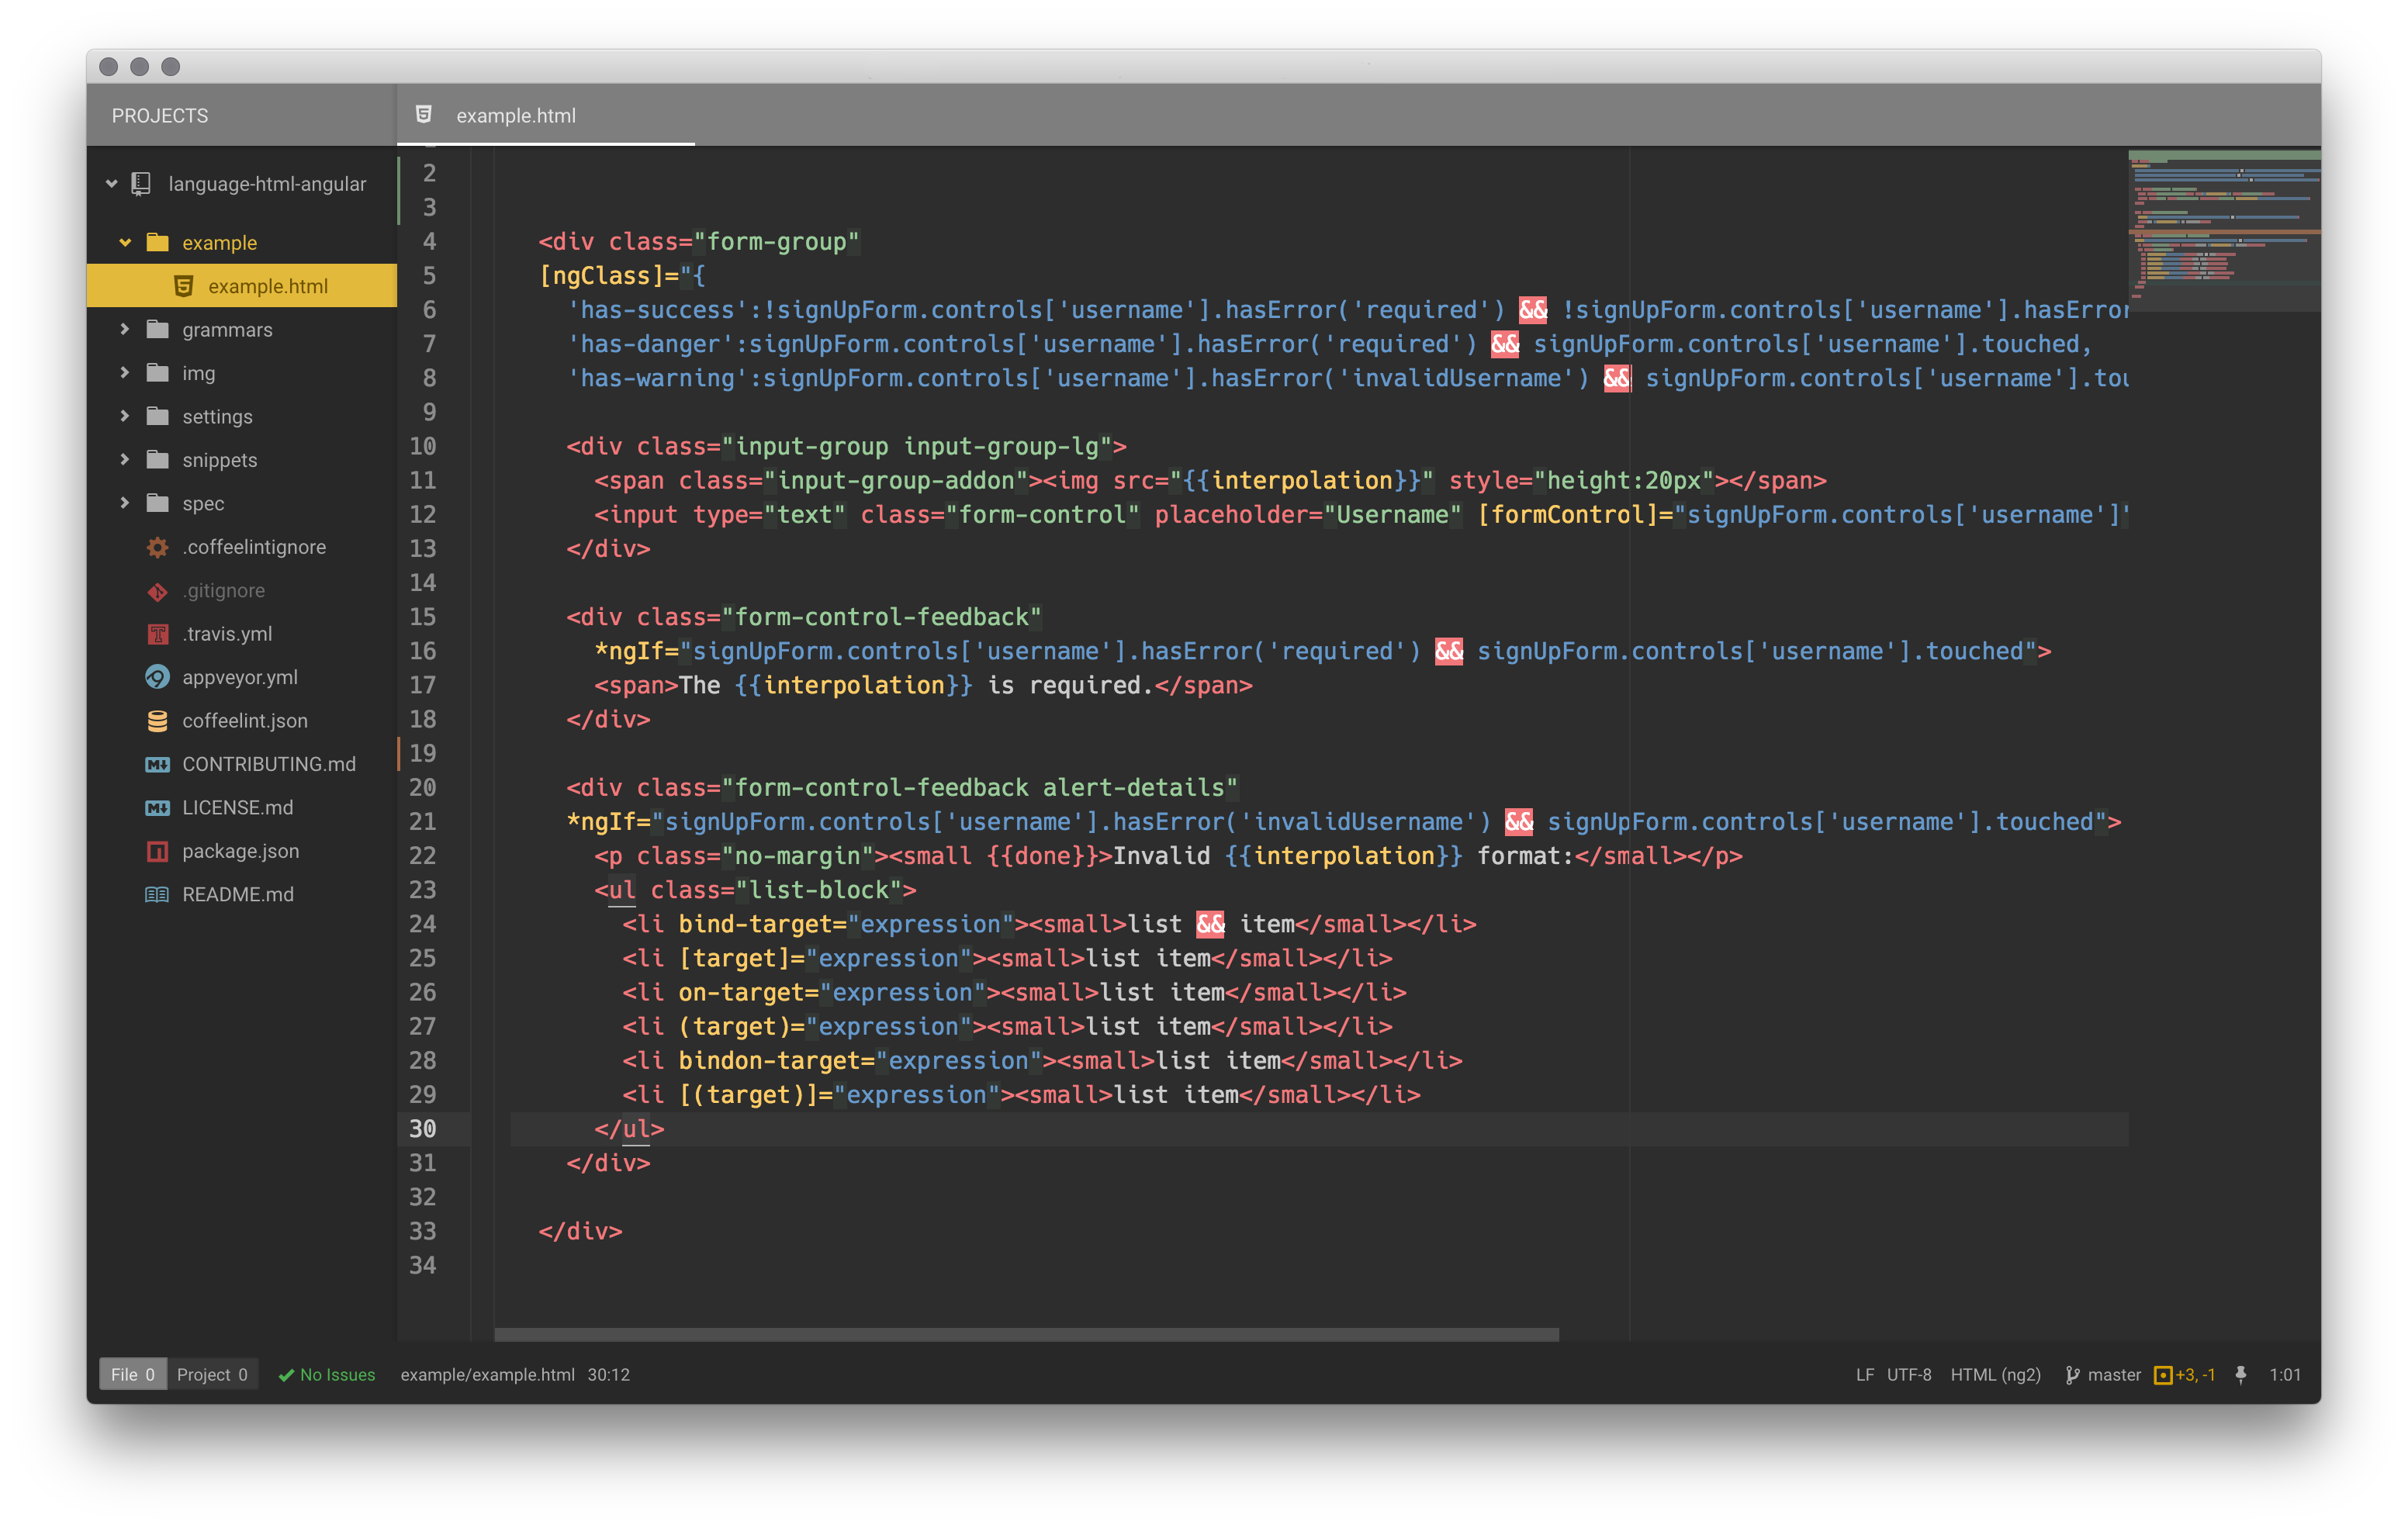 PROJECTS
example.html
language-html-angular
example
example.html
grammars
img
settings
snippets
spec
.coffeelintignore
.gitignore
.travis.yml
appveyor.yml
coffeelint.json
CONTRIBUTING.md
LICENSE.md
package.json
README.md
2
3
4 <div class="form-group"
5 [ngClass]="{
6 'has-success':!signUpForm.controls['username'].hasError('required') && !signUpForm.controls['username'].hasError
7 'has-danger':signUpForm.controls['username'].hasError('required') && signUpForm.controls['username'].touched,
8 'has-warning':signUpForm.controls['username'].hasError('invalidUsername') && signUpForm.controls['username'].tou
9
10 <div class="input-group input-group-lg">
11 <span class="input-group-addon"><img src="{{interpolation}}" style="height:20px"></span>
12 <input type="text" class="form-control" placeholder="Username" [formControl]="signUpForm.controls['username']"
13 </div>
14
15 <div class="form-control-feedback"
16 *ngIf="signUpForm.controls['username'].hasError('required') && signUpForm.controls['username'].touched">
17 <span>The {{interpolation}} is required.</span>
18 </div>
19
20 <div class="form-control-feedback alert-details"
21 *ngIf="signUpForm.controls['username'].hasError('invalidUsername') && signUpForm.controls['username'].touched">
22 <p class="no-margin"><small {{done}}>Invalid {{interpolation}} format:</small></p>
23 <ul class="list-block">
24 <li bind-target="expression"><small>list && item</small></li>
25 <li [target]="expression"><small>list item</small></li>
26 <li on-target="expression"><small>list item</small></li>
27 <li (target)="expression"><small>list item</small></li>
28 <li bindon-target="expression"><small>list item</small></li>
29 <li [(target)]="expression"><small>list item</small></li>
30 </ul>
31 </div>
32
33 </div>
34
File 0 Project 0 No Issues example/example.html 30:12 LF UTF-8 HTML (ng2) master +3, -1 1:01